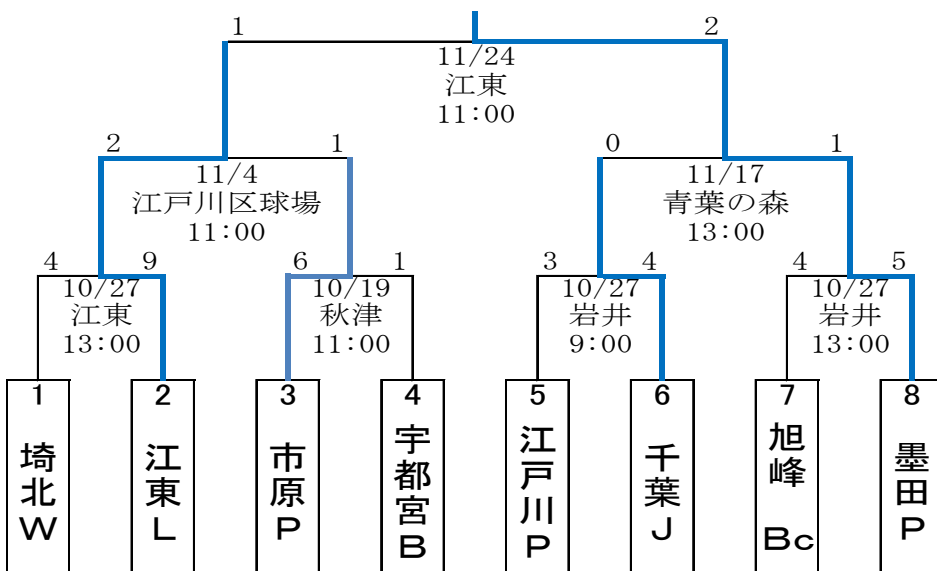 1 2
11/24
江東
11:00
2 1 0 1
11/4
江戸川区球場
11:00
11/17
青葉の森
13:00
4 9 6 1 3 4 4 5
10/27
江東
13:00
10/19
秋津
11:00
10/27
岩井
9:00
10/27
岩井
13:00
1
埼北W
2
江東L
3
市原P
4
宇都宮B
5
江戸川P
6
千葉J
7
旭峰 Bc
8
墨田P